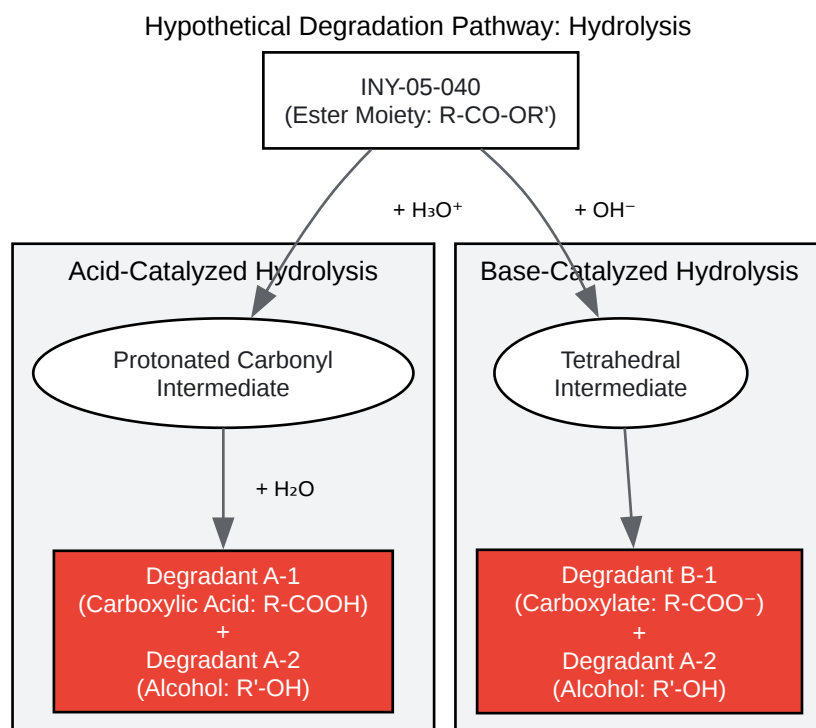 Hypothetical Degradation Pathway: Hydrolysis
INY-05-040
(Ester Moiety: R-CO-OR')
+ H₃O⁺
+ OH⁻
Acid-Catalyzed Hydrolysis
Protonated Carbonyl
Intermediate
+ H₂O
Degradant A-1
(Carboxylic Acid: R-COOH)
+
Degradant A-2
(Alcohol: R'-OH)
Base-Catalyzed Hydrolysis
Tetrahedral
Intermediate
Degradant B-1
(Carboxylate: R-COO⁻)
+
Degradant A-2
(Alcohol: R'-OH)